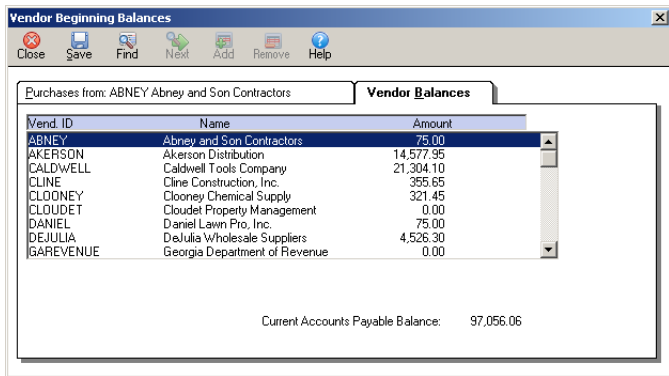 Vendor Beginning Balances
Close Save Find Next Add Remove Help
Purchases from: ABNEY Abney and Son Contractors Vendor Balances
Vend. ID Name Amount
ABNEY Abney and Son Contractors 75.00
AKERSON Akerson Distribution 14,577.95
CALDWELL Caldwell Tools Company 21,304.10
CLINE Cline Construction, Inc. 355.65
CLOONEY Clooney Chemical Supply 321.45
CLOUDET Cloudet Property Management 0.00
DANIEL Daniel Lawn Pro, Inc. 75.00
DEJULIA DeJulia Wholesale Suppliers 4,526.30
GAREVENUE Georgia Department of Revenue 0.00
Current Accounts Payable Balance: 97,056.06